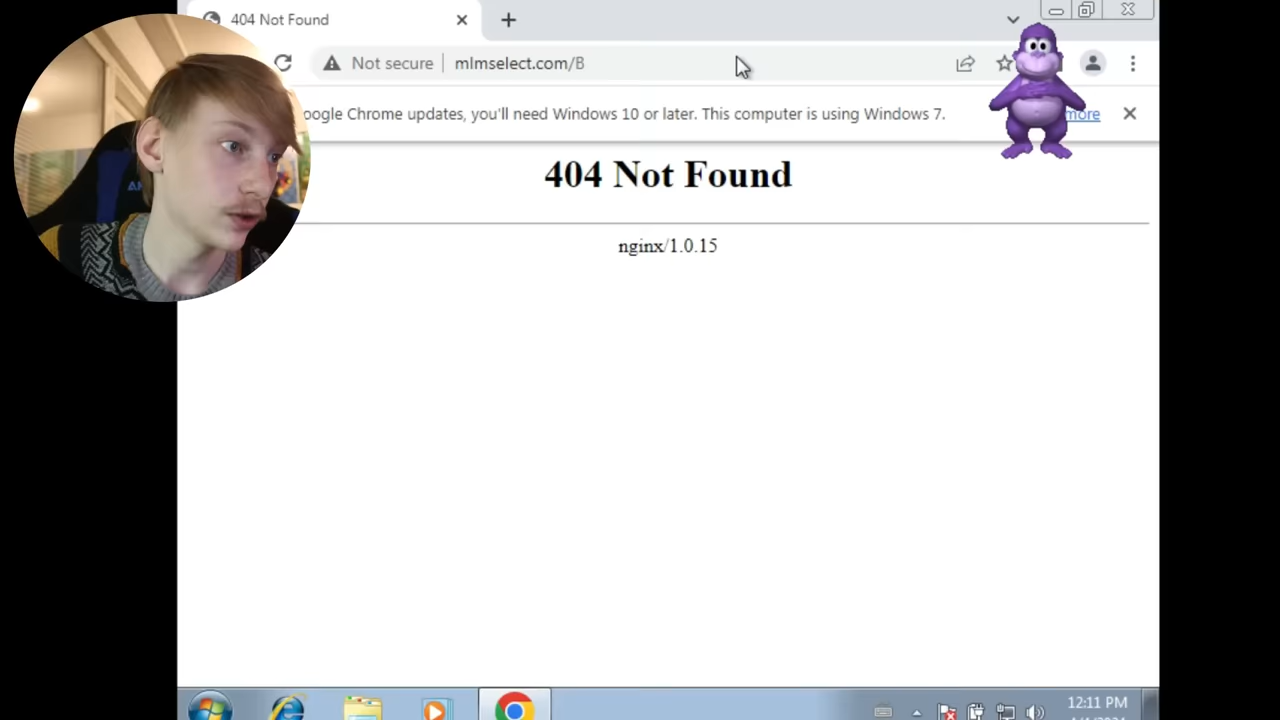 404 Not Found
Not secure
mlmselect.com/B
oogle Chrome updates, you'll need Windows 10 or later. This computer is using Windows 7.
more
404 Not Found
nginx/1.0.15
12:11 PM